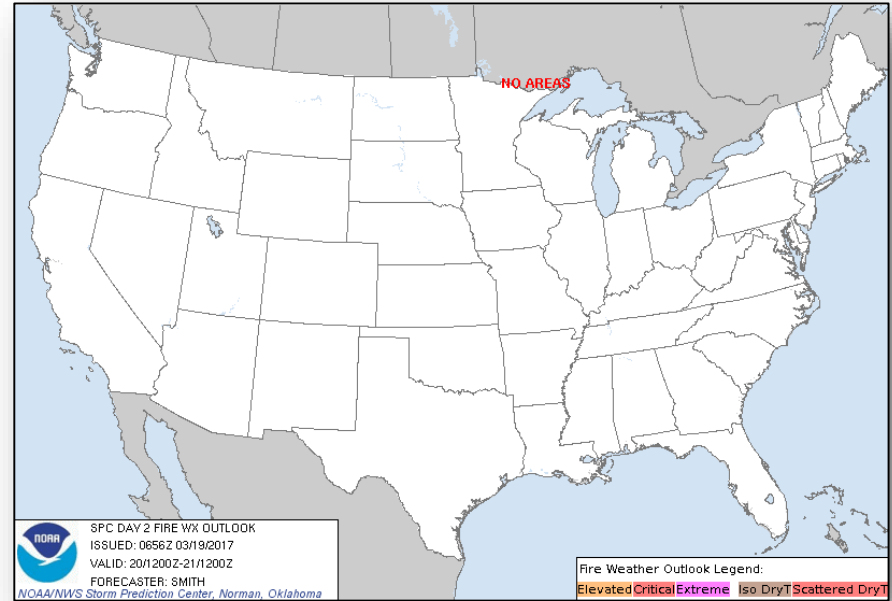 NO AREAS
NOAA
SPC DAY 2 FIRE WX OUTLOOK
ISSUED: 0656Z 03/19/2017
VALID: 20/1200Z-21/1200Z
FORECASTER: SMITH
NOAA/NWS Storm Prediction Center, Norman, Oklahoma
Fire Weather Outlook Legend:
Elevated Critical Extreme Iso DryT Scattered DryT